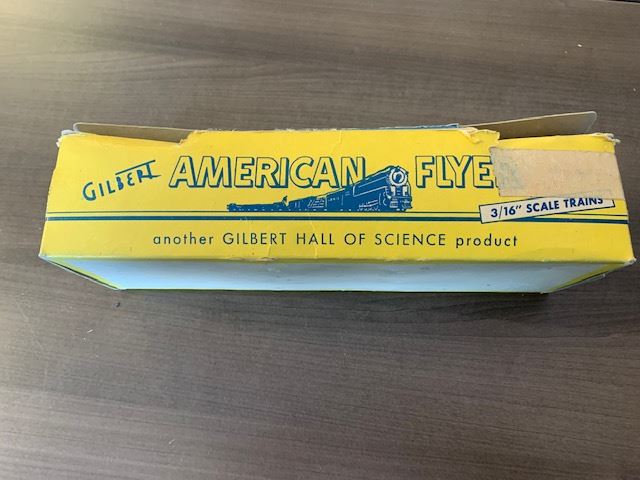 GILBERT AMERICAN FLYE
3/16" SCALE TRAINS
another GILBERT HALL OF SCIENCE product